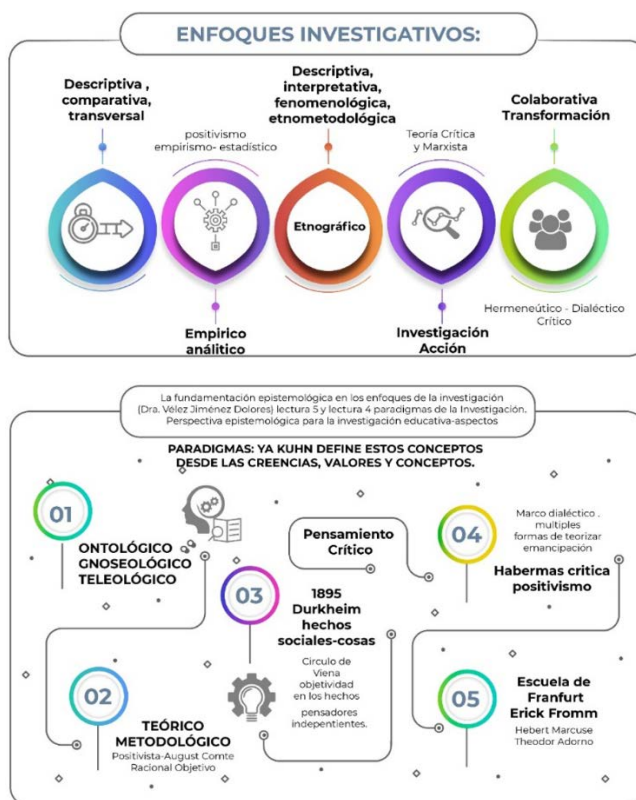 ENFOQUES INVESTIGATIVOS:
Descriptiva ,
comparativa,
transversal
positivismo
empirismo- estadístico
Descriptiva,
interpretativa,
fenomenológica,
etnometodológica
Teoría Crítica
y Marxista
Colaborativa
Transformación
Etnográfico
Empirico
análitico
Investigación
Acción
Hermeneútico - Dialéctico
Crítico
La fundamentación epistemológica en los enfoques de la investigación
(Dra. Vélez Jiménez Dolores) lectura 5 y lectura 4 paradigmas de la Investigación.
Perspectiva epistemológica para la investigación educativa-aspectos
PARADIGMAS: YA KUHN DEFINE ESTOS CONCEPTOS
DESDE LAS CREENCIAS, VALORES Y CONCEPTOS.
01
ONTOLÓGICO
GNOSEOLÓGICO
TELEOLÓGICO
02
TEÓRICO
METODOLÓGICO
Positivista-August Comte
Racional Objetivo
03
1895
Durkheim
hechos
sociales-cosas
Circulo de
Viena
objetividad
en los hechos
pensadores
indepentientes.
Pensamiento
Crítico
04
Marco dialéctico .
multiples
formas de teorizar
emancipación
Habermas critica
positivismo
05
Escuela de
Franfurt
Erick Fromm
Hebert Marcuse
Theodor Adorno